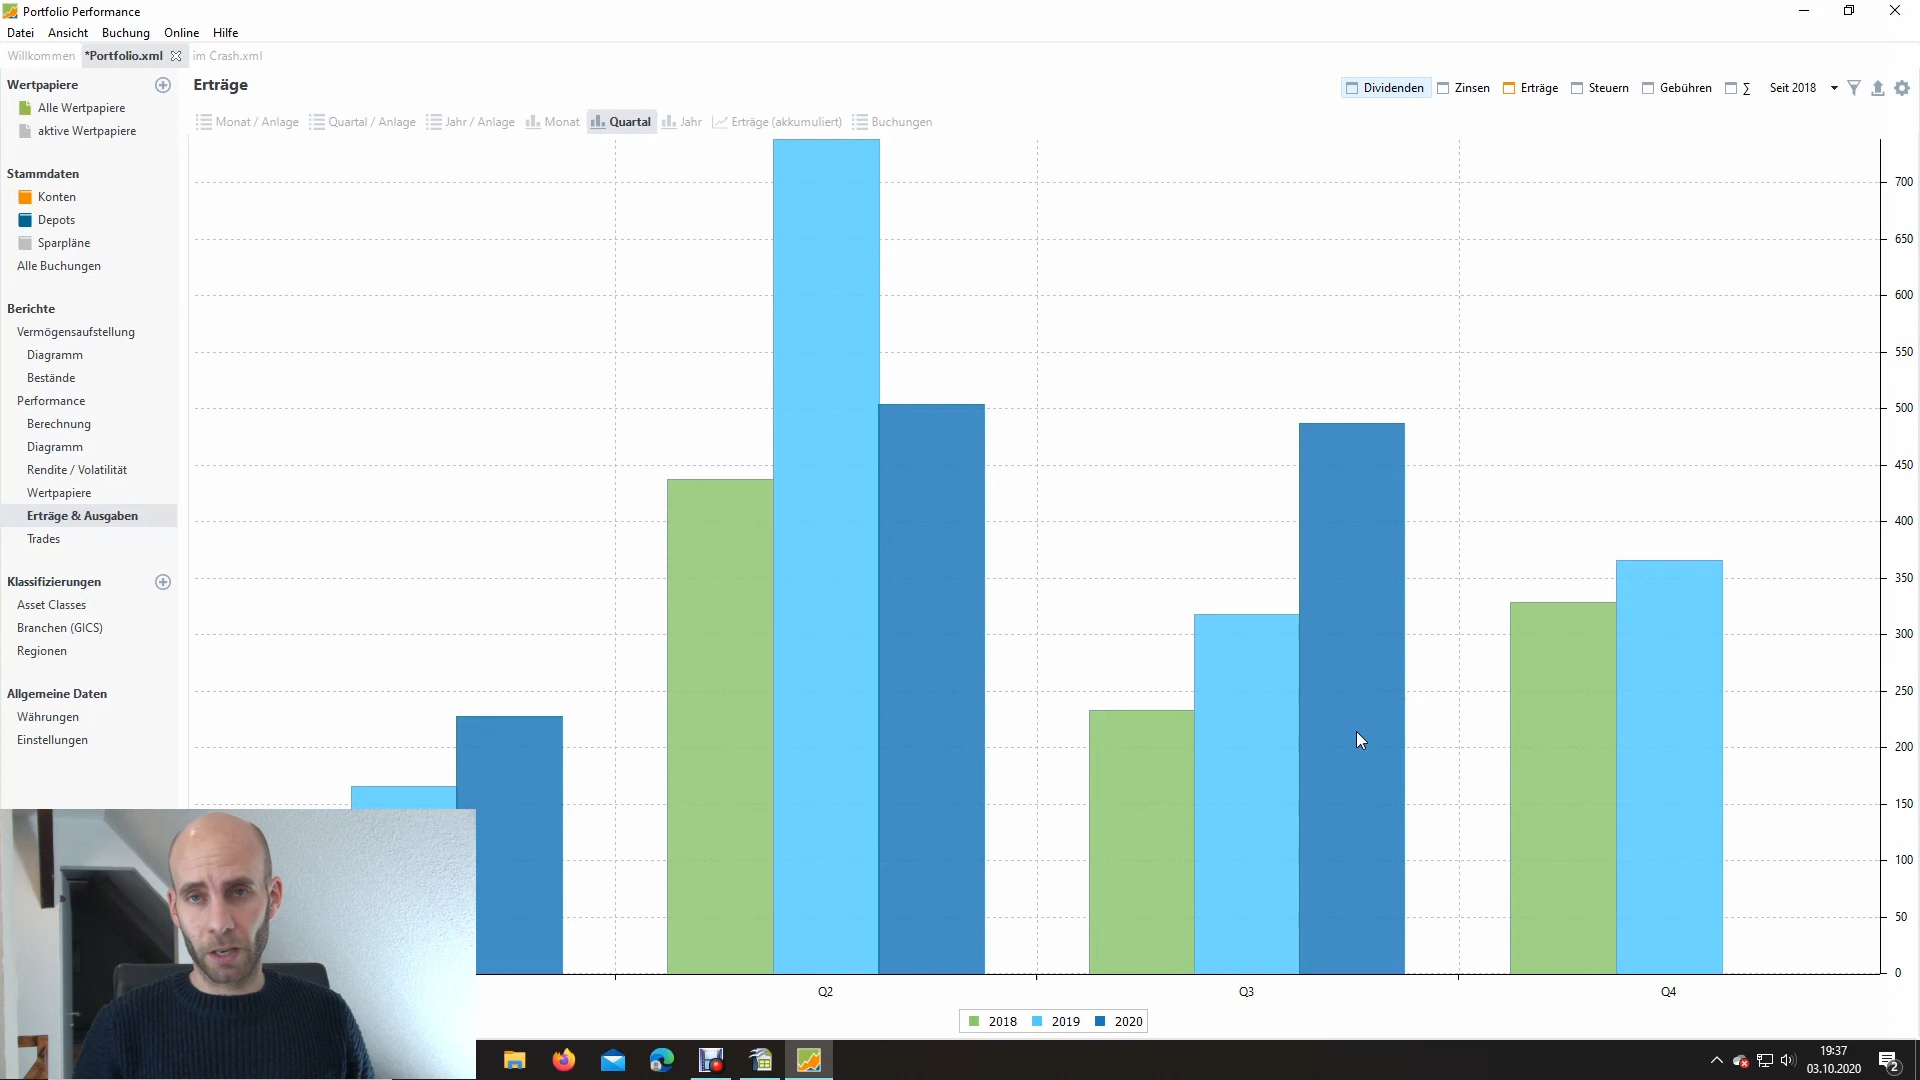 Portfolio Performance
Datei Ansicht Buchung Online Hilfe
Willkommen *Portfolio.xml im Crash.xml
Wertpapiere
Alle Wertpapiere
aktive Wertpapiere
Stammdaten
Konten
Depots
Sparpläne
Alle Buchungen
Berichte
Vermögensaufstellung
Diagramm
Bestände
Performance
Berechnung
Diagramm
Rendite / Volatilität
Wertpapiere
Erträge & Ausgaben
Trades
Klassifizierungen
Asset Classes
Branchen (GICS)
Regionen
Allgemeine Daten
Währungen
Einstellungen
Erträge
Dividenden Zinsen Erträge Steuern Gebühren ∑ Seit 2018
Monat / Anlage Quartal / Anlage Jahr / Anlage Monat Quartal Jahr Erträge (akkumuliert) Buchungen
700
650
600
550
500
450
400
350
300
250
200
150
100
50
0
Q2 Q3 Q4
2018 2019 2020
19:37
03.10.2020
2